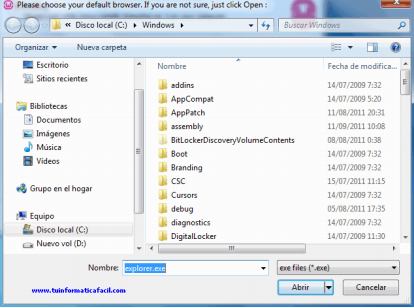 Please choose your default browser. If you are not sure, just click Open :
Disco local (C:) ▸ Windows ▸
Buscar Windows
Organizar
Nueva carpeta
Escritorio
Sitios recientes
Bibliotecas
Documentos
Imágenes
Música
Vídeos
Grupo en el hogar
Equipo
Disco local (C:)
Nuevo vol (D:)
Nombre
Fecha de modifica...
addins 14/07/2009 7:32
AppCompat 14/07/2009 5:20
AppPatch 11/08/2011 20:31
assembly 11/09/2011 10:08
BitLockerDiscoveryVolumeContents 08/08/2011 0:38
Boot 14/07/2009 7:32
Branding 14/07/2009 7:32
CSC 15/07/2011 11:15
Cursors 14/07/2009 7:32
debug 05/08/2011 17:35
diagnostics 14/07/2009 7:32
DigitalLocker 14/07/2009 11:30
Nombre: explorer.exe
exe files (*.exe)
www.tuinformaticafacil.com
Abrir
Cancelar